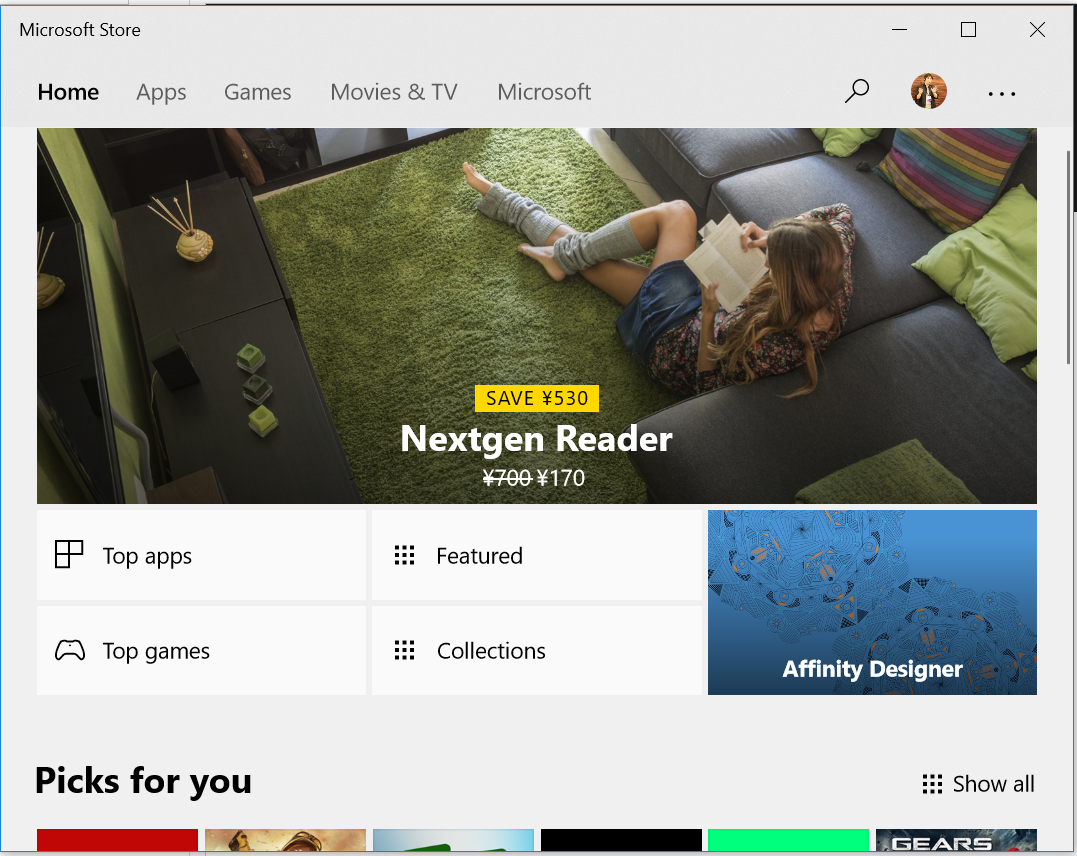 Microsoft Store
Home Apps Games Movies & TV Microsoft
SAVE ¥530
Nextgen Reader
¥700 ¥170
Top apps
Featured
Top games
Collections
Affinity Designer
Picks for you
Show all
GEARS